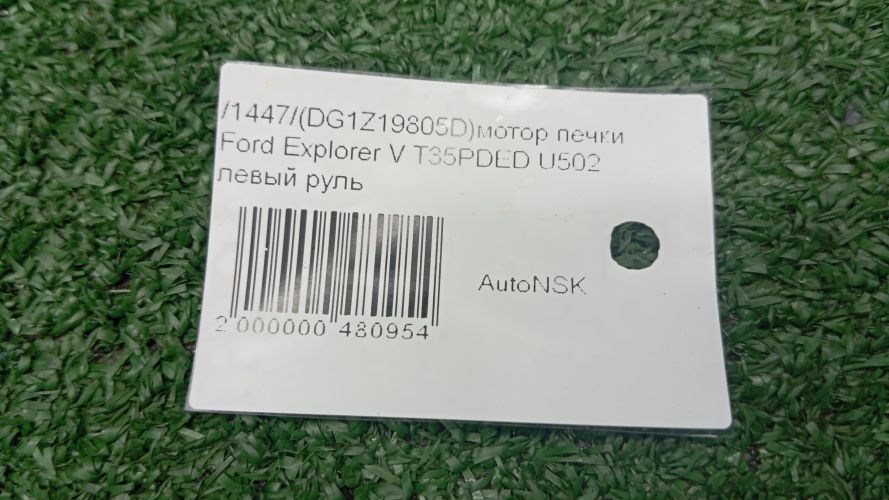 /1447/(DG1Z19805D)мотор печки
Ford Explorer V T35PDED U502
левый руль
AutoNSK
2 000000 480954